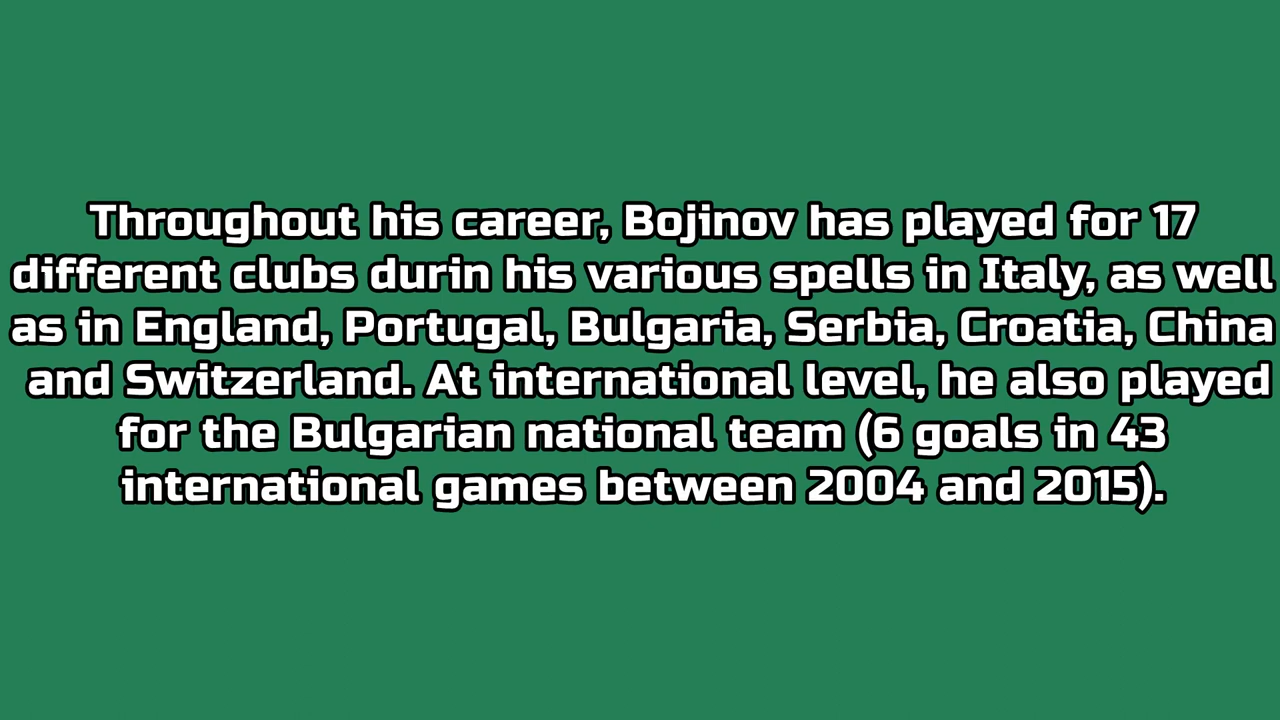 Throughout his career, Bojinov has played for 17
different clubs durin his various spells in Italy, as well
as in England, Portugal, Bulgaria, Serbia, Croatia, China
and Switzerland. At international level, he also played
for the Bulgarian national team (6 goals in 43
international games between 2004 and 2015).